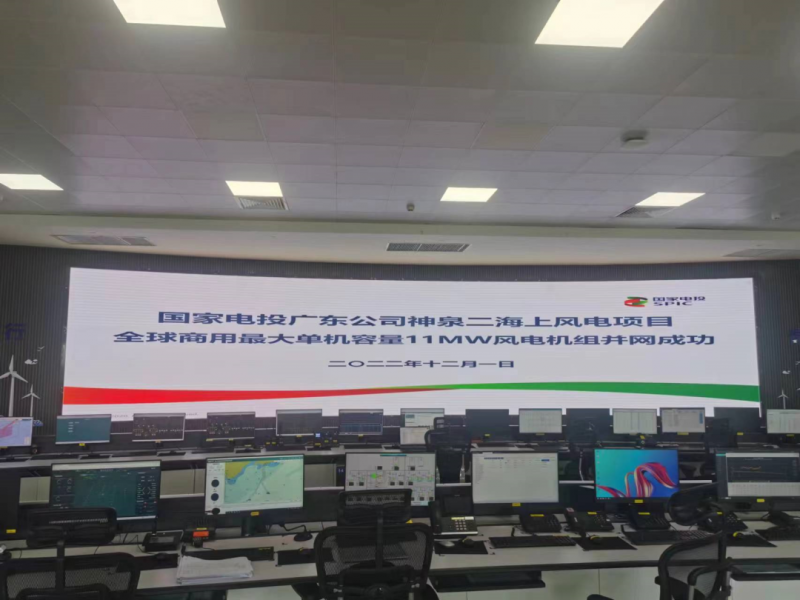 国家电投
SPIC
国家电投广东公司神泉二海上风电项目
全球商用最大单机容量11MW风电机组并网成功
二〇二二年十二月一日